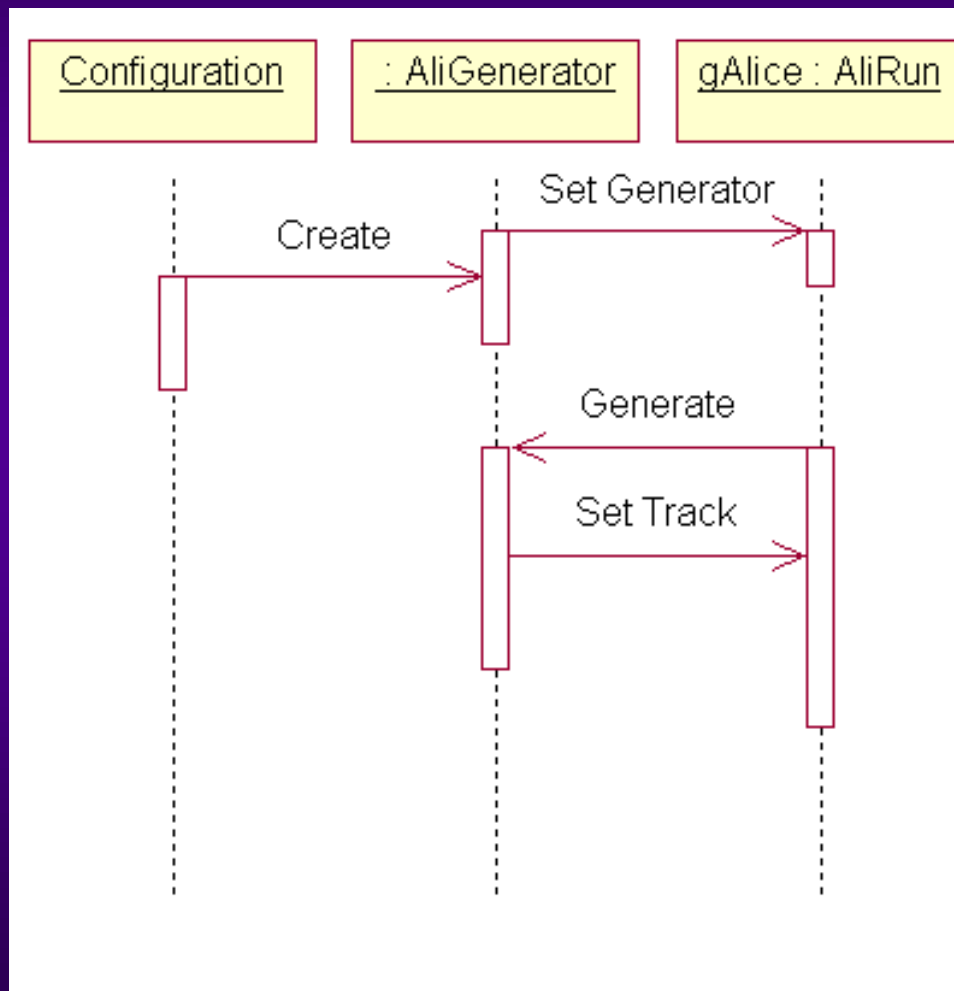 Configuration
: AliGenerator
gAlice : AliRun
Set Generator
Create
Generate
Set Track